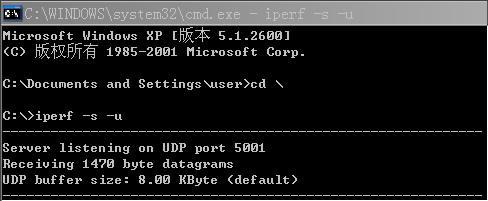 C:\WINDOWS\system32\cmd.exe - iperf -s -u
Microsoft Windows XP [版本 5.1.2600]
(C) 版权所有 1985-2001 Microsoft Corp.
C:\Documents and Settings\user>cd \
C:\>iperf -s -u
------------------------------------------------------------
Server listening on UDP port 5001
Receiving 1470 byte datagrams
UDP buffer size: 8.00 KByte (default)
------------------------------------------------------------